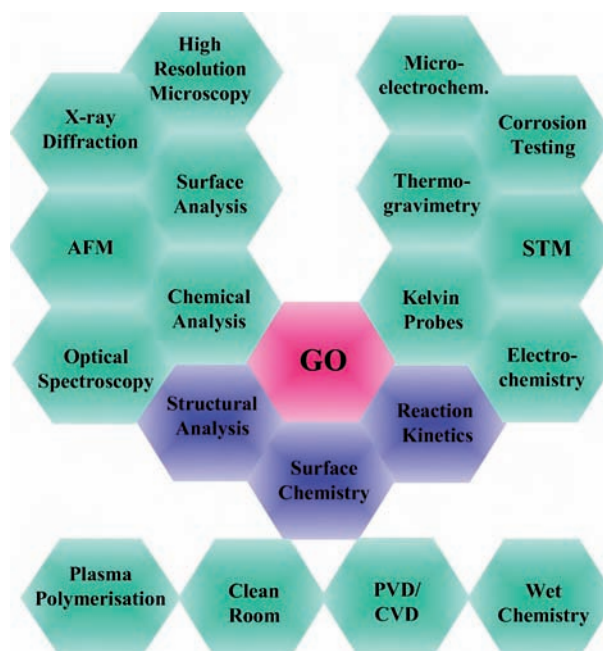 High
Resolution
Microscopy
Micro-
electrochem.
X-ray
Diffraction
Corrosion
Testing
Surface
Analysis
Thermo-
gravimetry
AFM
STM
Chemical
Analysis
Kelvin
Probes
GO
Optical
Spectroscopy
Electro-
chemistry
Structural
Analysis
Reaction
Kinetics
Surface
Chemistry
Plasma
Polymerisation
Clean
Room
PVD/
CVD
Wet
Chemistry